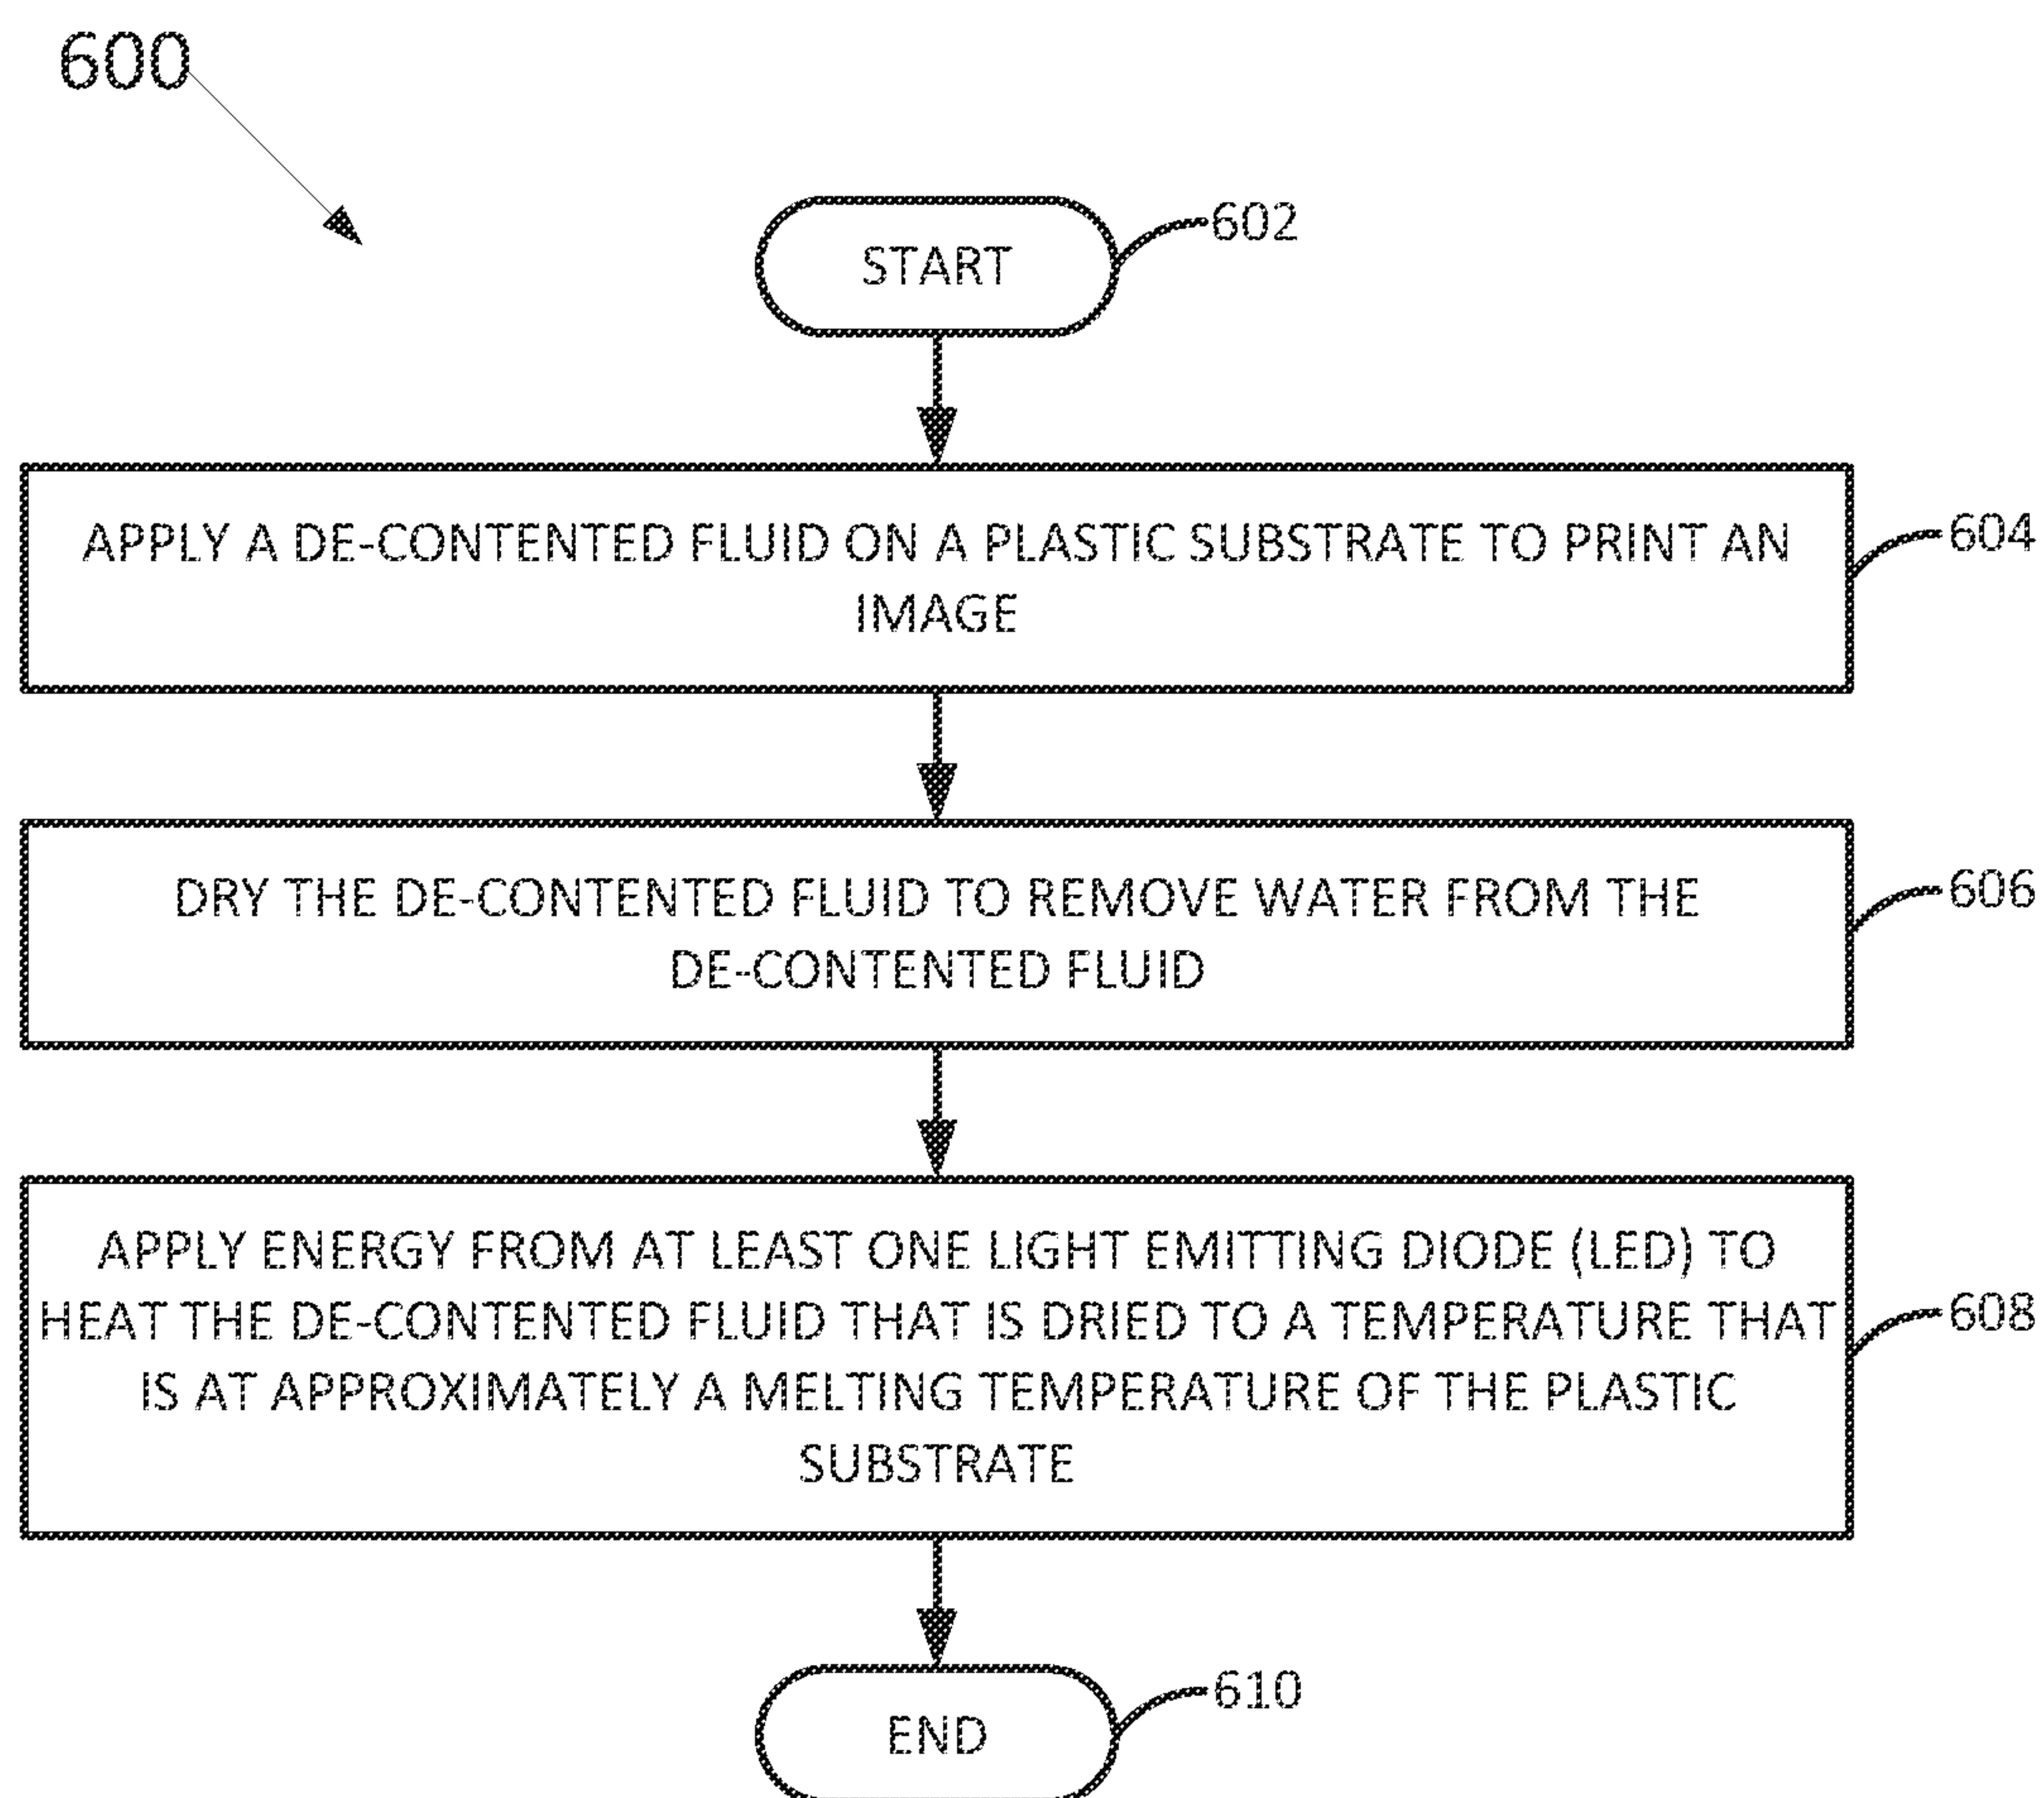 600
START
602
APPLY A DE-CONTENTED FLUID ON A PLASTIC SUBSTRATE TO PRINT AN
IMAGE
604
DRY THE DE-CONTENTED FLUID TO REMOVE WATER FROM THE
DE-CONTENTED FLUID
606
APPLY ENERGY FROM AT LEAST ONE LIGHT EMITTING DIODE (LED) TO
HEAT THE DE-CONTENTED FLUID THAT IS DRIED TO A TEMPERATURE THAT
IS AT APPROXIMATELY A MELTING TEMPERATURE OF THE PLASTIC
SUBSTRATE
608
END
610